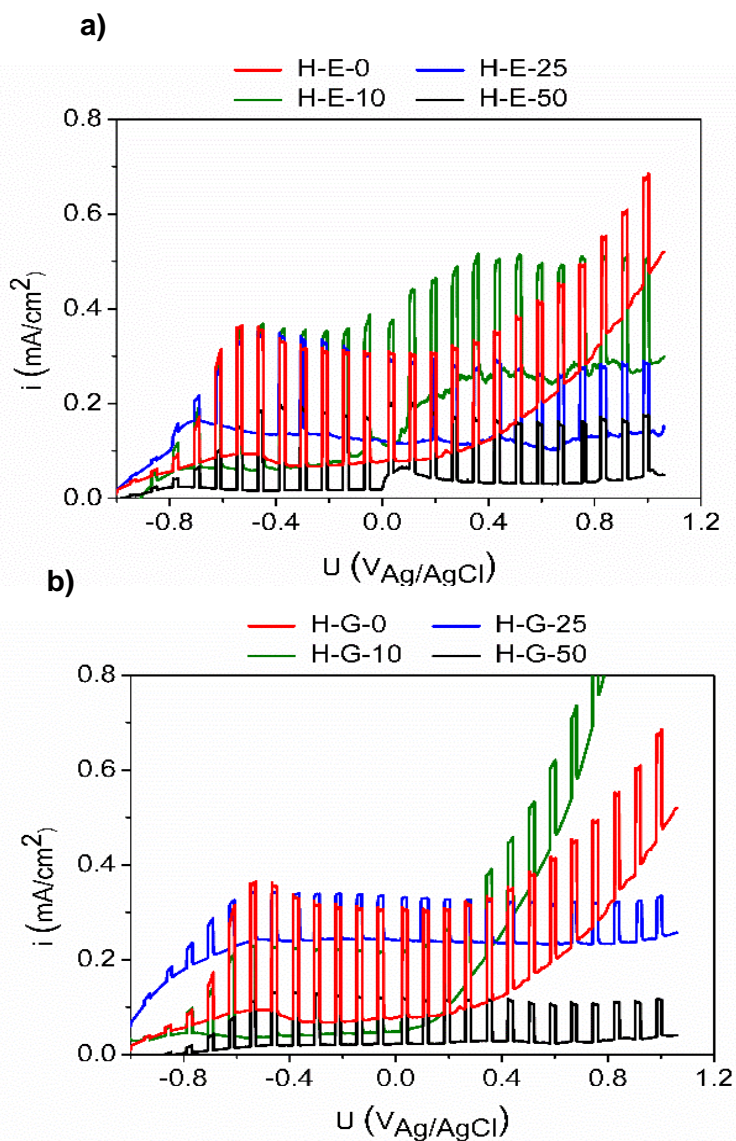 a)
H-E-0 H-E-25
H-E-10 H-E-50
0.8
0.6
0.4
0.2
0.0
i (mA/cm²)
-0.8 -0.4 0.0 0.4 0.8 1.2
U (VAg/AgCl)
b)
H-G-0 H-G-25
H-G-10 H-G-50
0.8
0.6
0.4
0.2
0.0
i (mA/cm²)
-0.8 -0.4 0.0 0.4 0.8 1.2
U (VAg/AgCl)